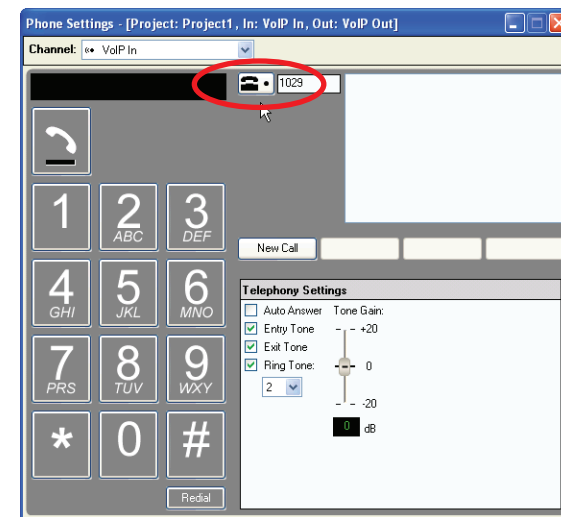 Phone Settings - [Project: Project1, In: VoIP In, Out: VoIP Out]
Channel: VoIP In
1029
1
2
ABC
3
DEF
New Call
4
GHI
5
JKL
6
MNO
7
PRS
8
TUV
9
WXY
*
0
#
Redial
Telephony Settings
Auto Answer Tone Gain:
Entry Tone +20
Exit Tone
Ring Tone: 0
2
-20
0 dB